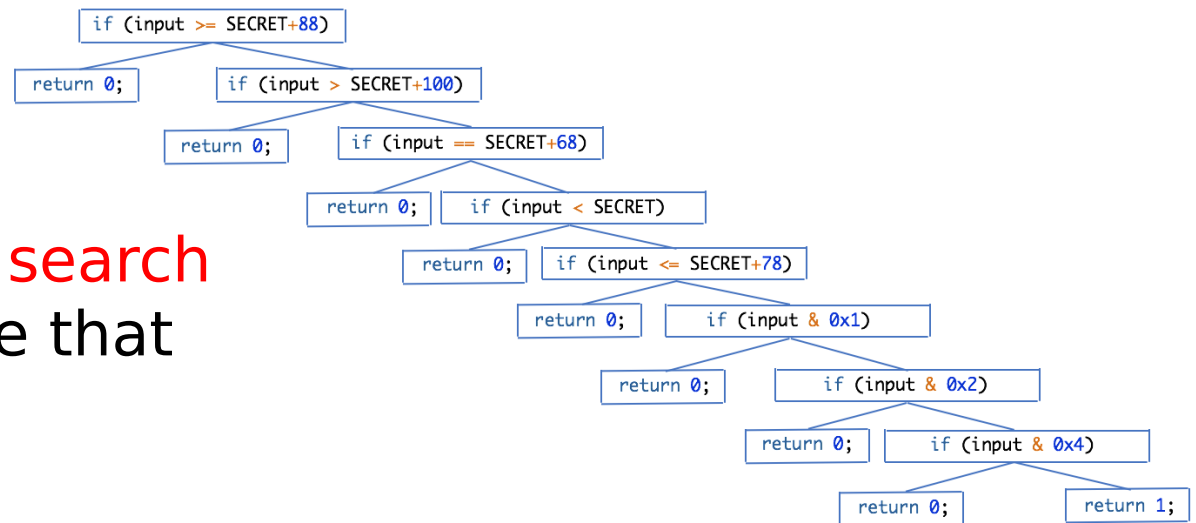 if (input >= SECRET+88)
return 0;
if (input > SECRET+100)
return 0;
if (input == SECRET+68)
return 0;
if (input < SECRET)
search
return 0;
if (input <= SECRET+78)
e that
return 0;
if (input & 0x1)
return 0;
if (input & 0x2)
return 0;
if (input & 0x4)
return 0;
return 1;